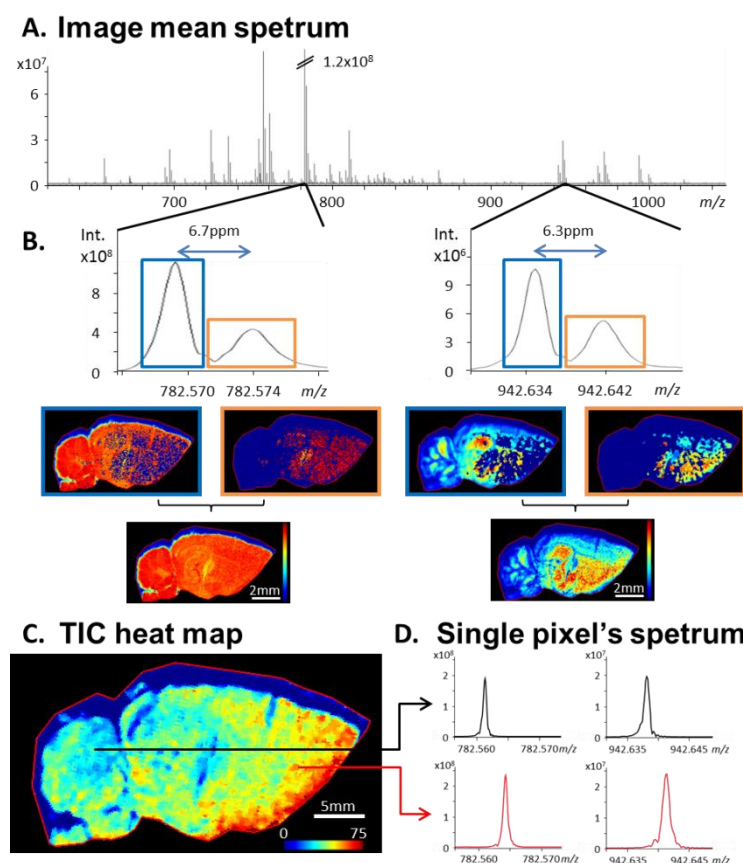 A. Image mean spetrum
x10⁷
6
3
0
1.2x10⁸
700 800 900 1000 m/z
B.
Int.
x10⁸
8
4
0
6.7ppm
782.570 782.574 m/z
Int.
x10⁶
9
6
3
0
6.3ppm
942.634 942.642 m/z
2mm
2mm
C. TIC heat map
5mm
0 75
D. Single pixel's spetrum
x10⁸
2
1
0
782.560 782.570 m/z
x10⁷
2
1
0
942.635 942.645 m/z
x10⁸
2
1
0
782.560 782.570 m/z
x10⁷
2
1
0
942.635 942.645 m/z